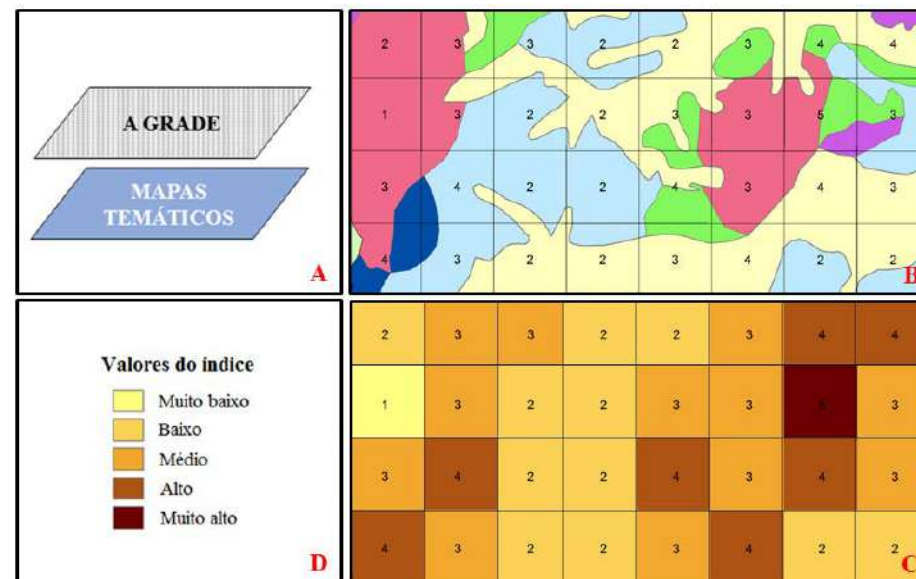 A GRADE
MAPAS
TEMÁTICOS
A
2 3 3 2 2 3 4 4
1 3 2 2 3 3 5 3
3 4 2 2 4 3 4 3
4 3 2 2 3 4 2 2
B
Valores do índice
Muito baixo
Baixo
Médio
Alto
Muito alto
D
2 3 3 2 2 3 4 4
1 3 2 2 3 3 5 3
3 4 2 2 4 3 4 3
4 3 2 2 3 4 2 2
C